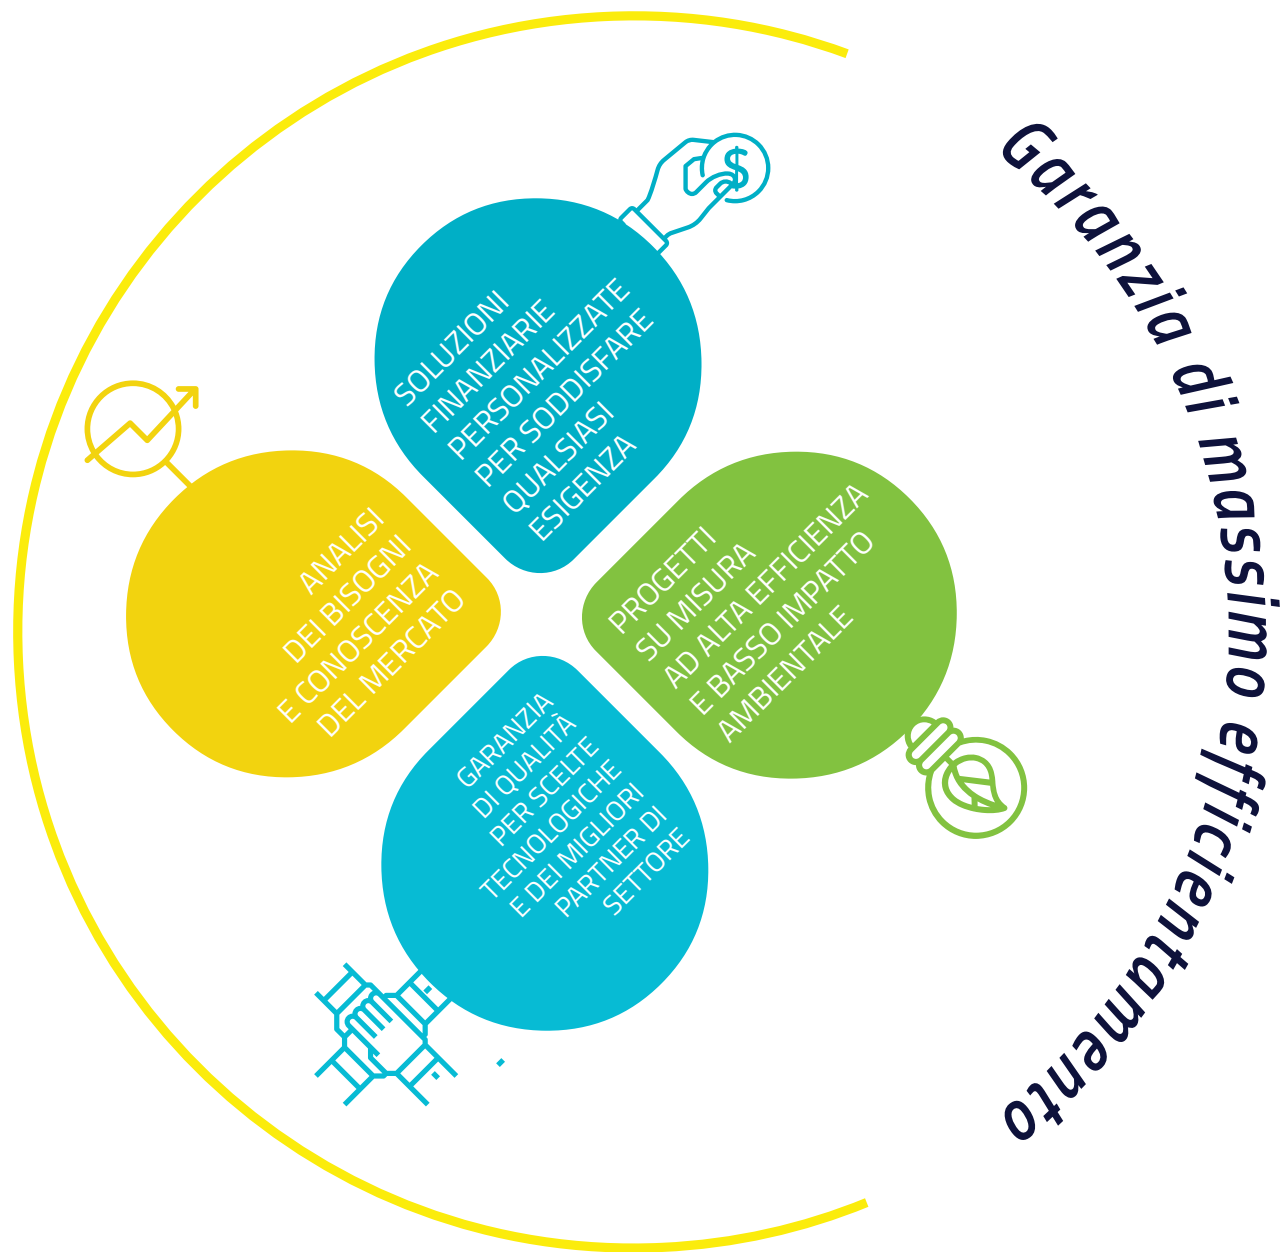 SOLUZIONI
FINANZIARIE
PERSONALIZZATE
PER SODDISFARE
QUALSIASI
ESIGENZA
ANALISI
DEI BISOGNI
E CONOSCENZA
DEL MERCATO
PROGETTI
SU MISURA
AD ALTA EFFICIENZA
E BASSO IMPATTO
AMBIENTALE
GARANZIA
DI QUALITÀ
PER SCELTE
TECNOLOGICHE
E DEI MIGLIORI
PARTNER DI
SETTORE
Garanzia di massimo efficientamento
$